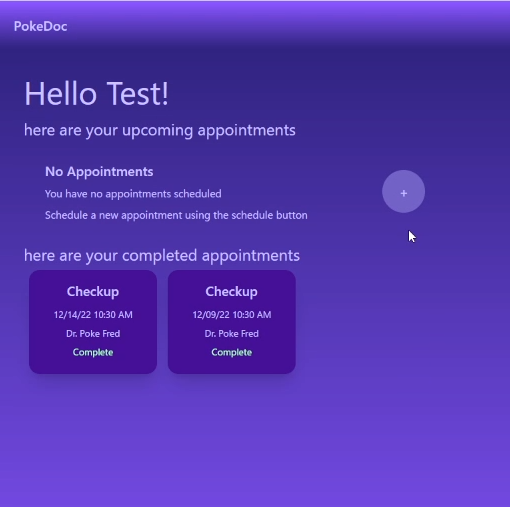 PokeDoc
Hello Test!
here are your upcoming appointments
No Appointments
You have no appointments scheduled
+
Schedule a new appointment using the schedule button
here are your completed appointments
Checkup
12/14/22 10:30 AM
Dr. Poke Fred
Complete
Checkup
12/09/22 10:30 AM
Dr. Poke Fred
Complete